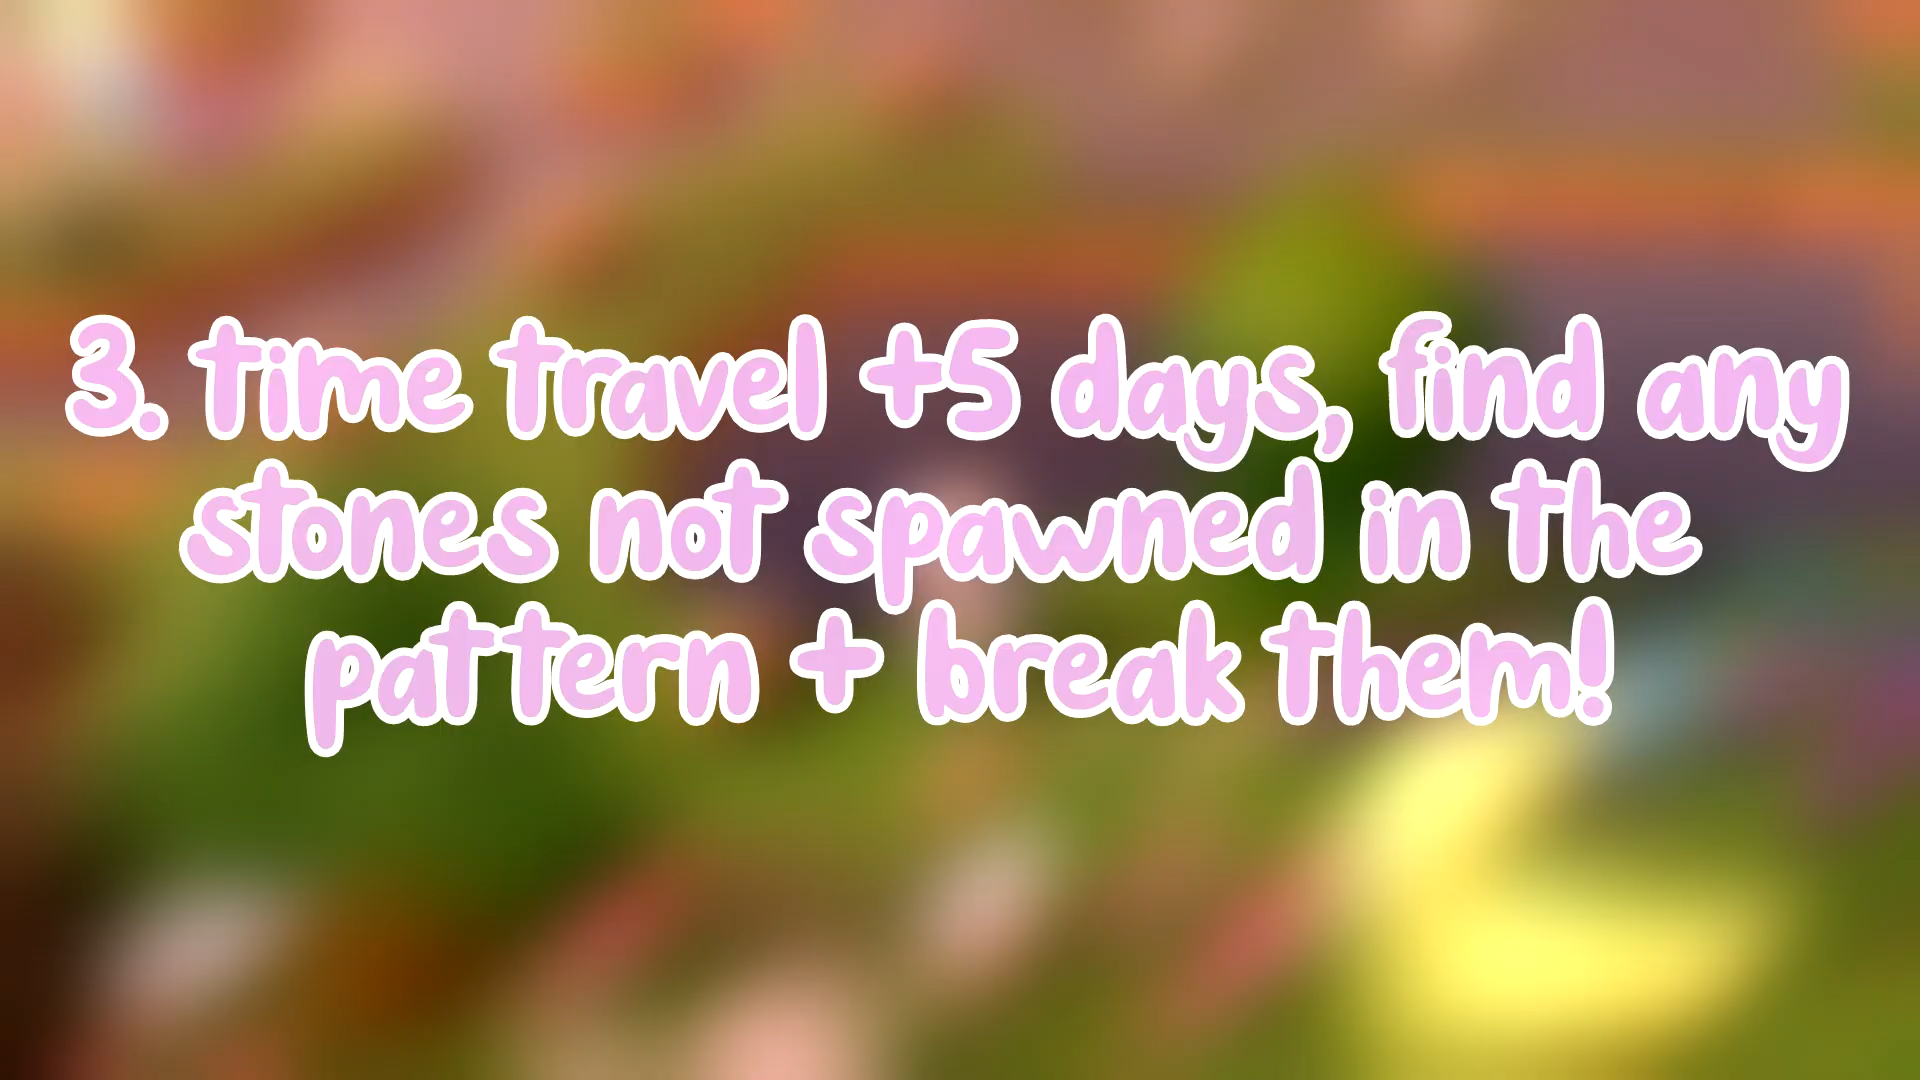 3. time travel +5 days, find any
stones not spawned in the
pattern + break them!